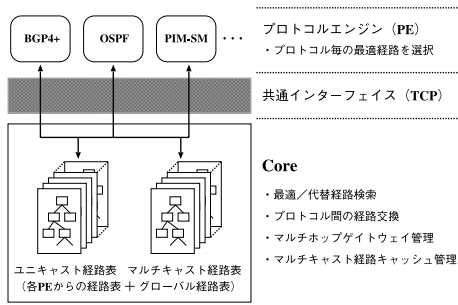 BGP4+
OSPF
PIM-SM
・・・
プロトコルエンジン（PE）
・プロトコル毎の最適経路を選択
共通インターフェイス（TCP）
Core
・最適／代替経路検索
・プロトコル間の経路交換
・マルチホップゲイトウェイ管理
・マルチキャスト経路キャッシュ管理
ユニキャスト経路表 マルチキャスト経路表
（各PEからの経路表 ＋ グローバル経路表）